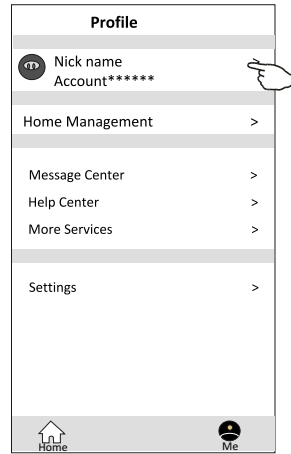 Profile
Nick name
Account******
Home Management >
Message Center >
Help Center >
More Services >
Settings >
Home Me